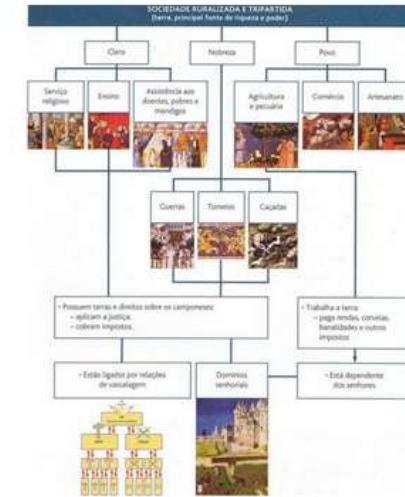 SOCIEDADE RURALIZADA E TRIPARTIDA
(terra, principal fonte de riqueza e poder)
Clero
Nobreza
Povo
Serviço
religioso
Ensino
Assistência aos
doentes, pobres e
mendigos
Agricultura
e pecuária
Comércio
Artesanato
Guerras
Torneios
Caçadas
• Possuem terras e direitos sobre os camponeses:
– aplicam a justiça;
– cobram impostos.
• Trabalha a terra:
– paga rendas, corveias,
banalidades e outros
impostos
• Estão ligados por relações
de vassalagem
Domínios
senhoriais
• Está dependente
dos senhores